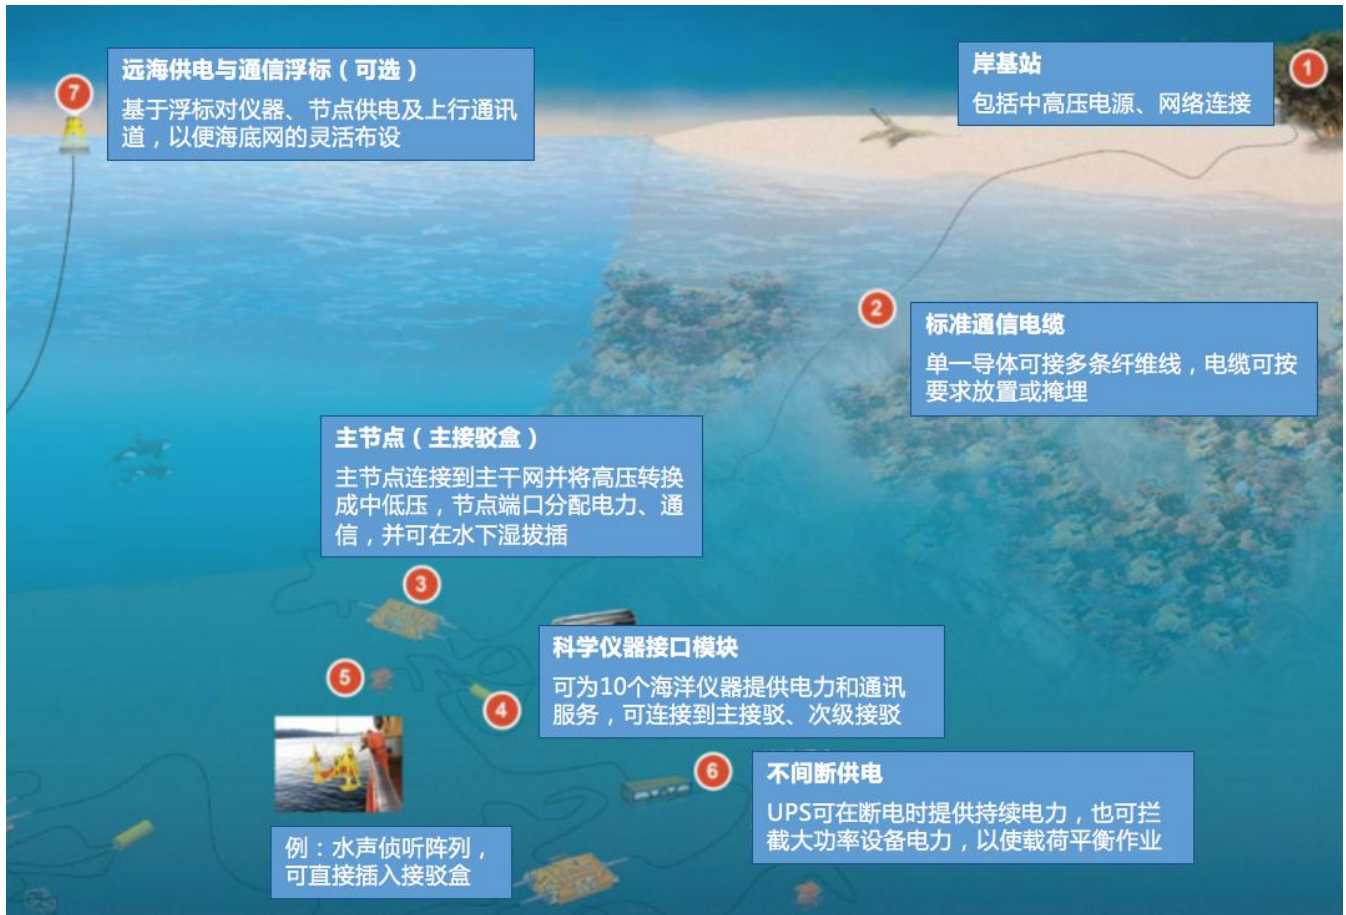 7
远海供电与通信浮标（可选）
基于浮标对仪器、节点供电及上行通讯
道，以便海底网的灵活布设
岸基站
包括中高压电源、网络连接
1
2
标准通信电缆
单一导体可接多条纤维线，电缆可按
要求放置或掩埋
主节点（主接驳盒）
主节点连接到主干网并将高压转换
成中低压，节点端口分配电力、通
信，并可在水下湿拔插
3
科学仪器接口模块
可为10个海洋仪器提供电力和通讯
服务，可连接到主接驳、次级接驳
5
4
6
不间断供电
UPS可在断电时提供持续电力，也可拦
截大功率设备电力，以使载荷平衡作业
例：水声侦听阵列，
可直接插入接驳盒